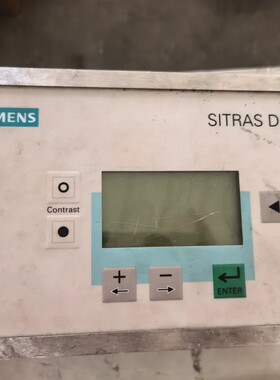 MENS
SITRAS D
Contrast
+
−
ENTER